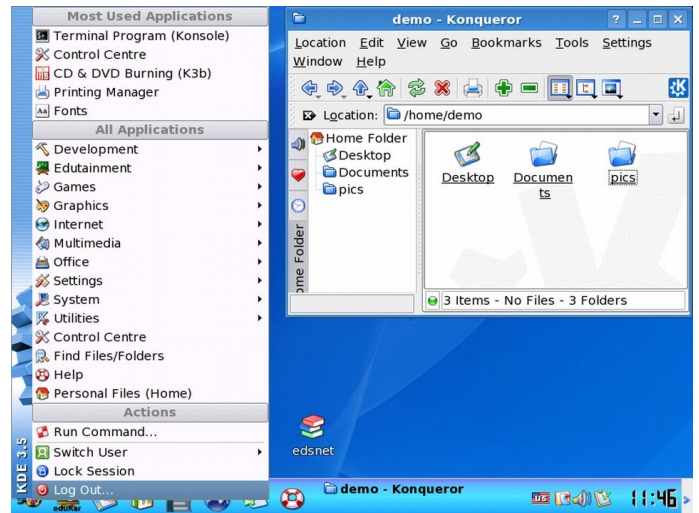 Most Used Applications
Terminal Program (Konsole)
Control Centre
CD & DVD Burning (K3b)
Printing Manager
Aa Fonts
All Applications
Development
Edutainment
Games
Graphics
Internet
Multimedia
Office
Settings
System
Utilities
Control Centre
Find Files/Folders
Help
Personal Files (Home)
Actions
Run Command...
Switch User
Lock Session
Log Out...
KDE 3.5
eduKar
demo - Konqueror
Location Edit View Go Bookmarks Tools Settings
Window Help
Location: /home/demo
Home Folder
Desktop
Documents
pics
ome Folder
Desktop
Documen
ts
pics
3 Items - No Files - 3 Folders
edsnet
demo - Konqueror
us
11:46